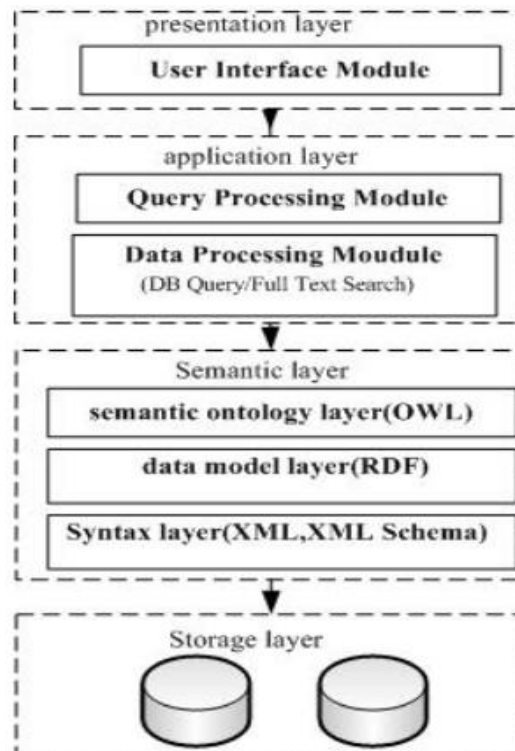 presentation layer
User Interface Module
application layer
Query Processing Module
Data Processing Moudule
(DB Query/Full Text Search)
Semantic layer
semantic ontology layer(OWL)
data model layer(RDF)
Syntax layer(XML,XML Schema)
Storage layer